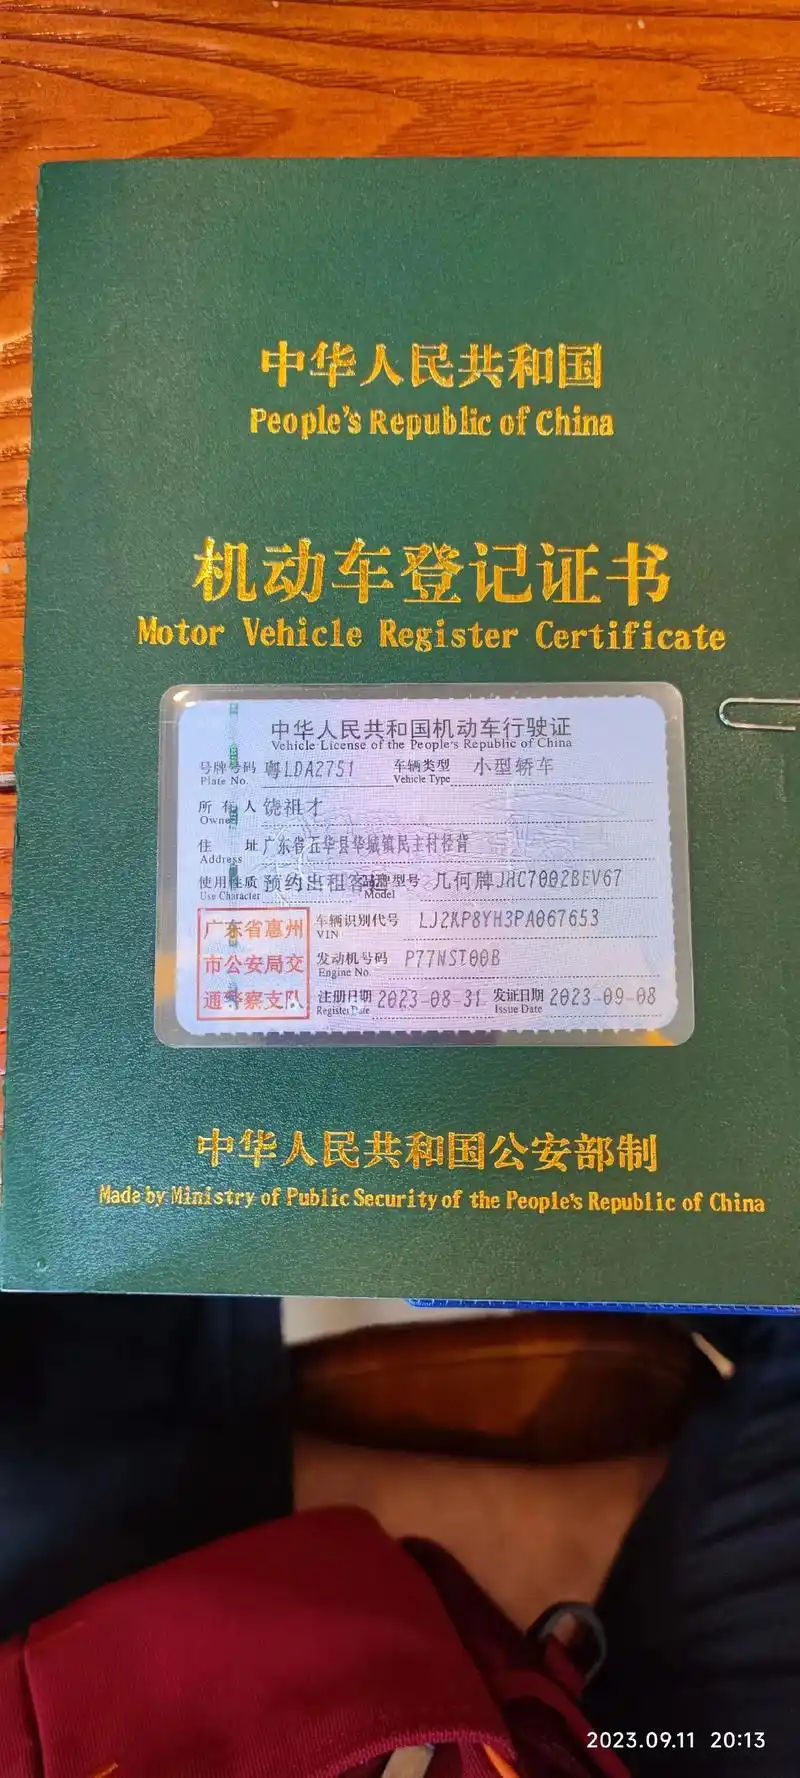 中华人民共和国
People's Republic of China
机动车登记证书
Motor Vehicle Register Certificate
中华人民共和国机动车行驶证
Vehicle License of the People's Republic of China
号牌号码 粤LDA2751 车辆类型 小型轿车
Plate No. Vehicle Type
所有人 饶祖才
Owner
住址 广东省五华县华城镇民主村径背
Address
使用性质 预约出租客运 品牌型号 几何牌JHC7002BEV67
Use Character Model
广东省惠州
市公安局交
通警察支队
车辆识别代号 LJ2KP8YH3PA067653
VIN
发动机号码 P77NST00B
Engine No.
注册日期 2023-08-31 发证日期 2023-09-08
Register Date Issue Date
中华人民共和国公安部制
Made by Ministry of Public Security of the People's Republic of China
2023.09.11 20:13